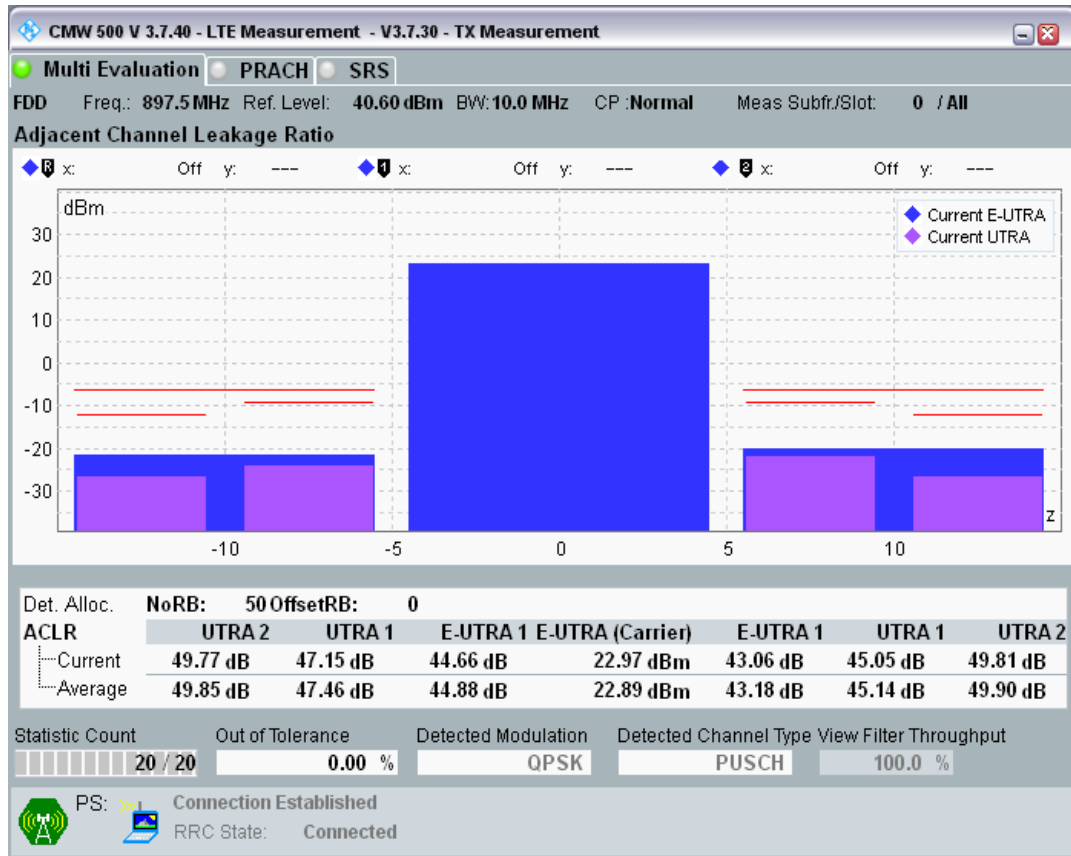 CMW 500 V 3.7.40 - LTE Measurement - V3.7.30 - TX Measurement
Multi Evaluation PRACH SRS
FDD Freq.: 897.5 MHz Ref. Level: 40.60 dBm BW: 10.0 MHz CP :Normal Meas Subfr./Slot: 0 / All
Adjacent Channel Leakage Ratio
R x: Off y: --- 1 x: Off y: --- 2 x: Off y: ---
dBm
Current E-UTRA
Current UTRA
30
20
10
0
-10
-20
-30
z
-10 -5 0 5 10
Det. Alloc. NoRB: 50 OffsetRB: 0
ACLR UTRA 2 UTRA 1 E-UTRA 1 E-UTRA (Carrier) E-UTRA 1 UTRA 1 UTRA 2
Current 49.77 dB 47.15 dB 44.66 dB 22.97 dBm 43.06 dB 45.05 dB 49.81 dB
Average 49.85 dB 47.46 dB 44.88 dB 22.89 dBm 43.18 dB 45.14 dB 49.90 dB
Statistic Count Out of Tolerance Detected Modulation Detected Channel Type View Filter Throughput
20 / 20 0.00 % QPSK PUSCH 100.0 %
PS: Connection Established
RRC State: Connected